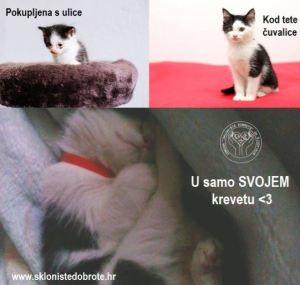 Pokupljena s ulice
Kod tete
čuvalice
U samo SVOJEM
krevetu <3
www.sklonistedobrote.hr